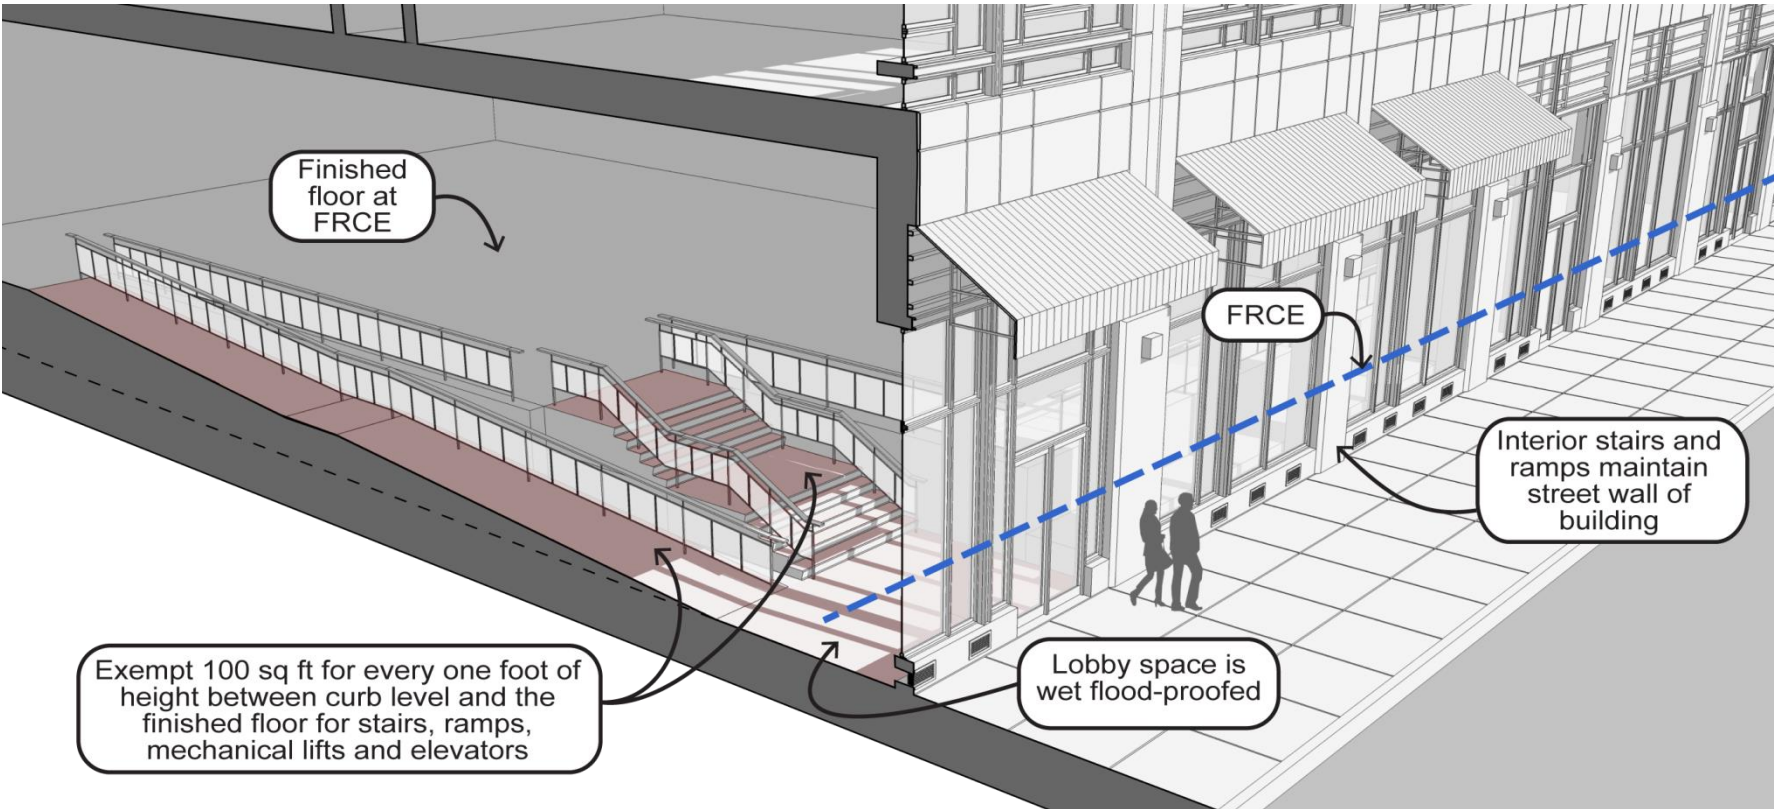 Finished
floor at
FRCE
FRCE
Interior stairs and
ramps maintain
street wall of
building
Exempt 100 sq ft for every one foot of
height between curb level and the
finished floor for stairs, ramps,
mechanical lifts and elevators
Lobby space is
wet flood-proofed